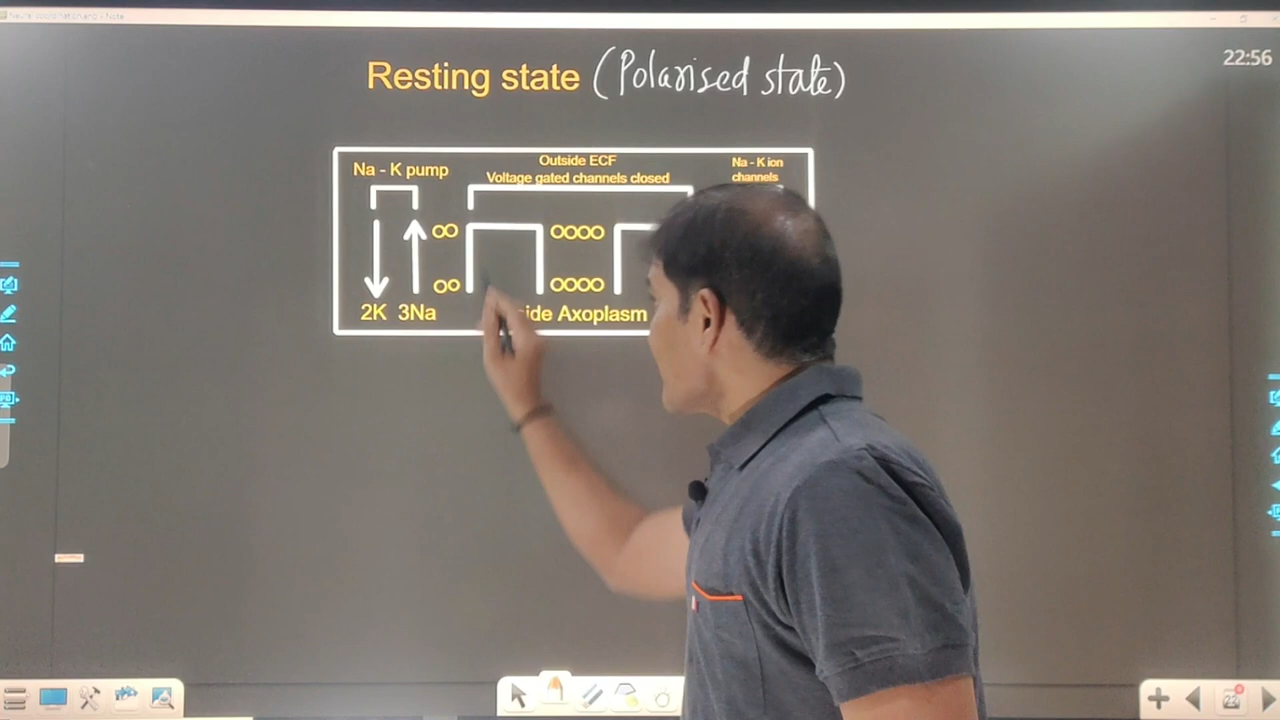 22:56
Resting state (Polarised state)
Na - K pump
Outside ECF
Voltage gated channels closed
Na - K ion
channels
2K 3Na
Axoplasm
22